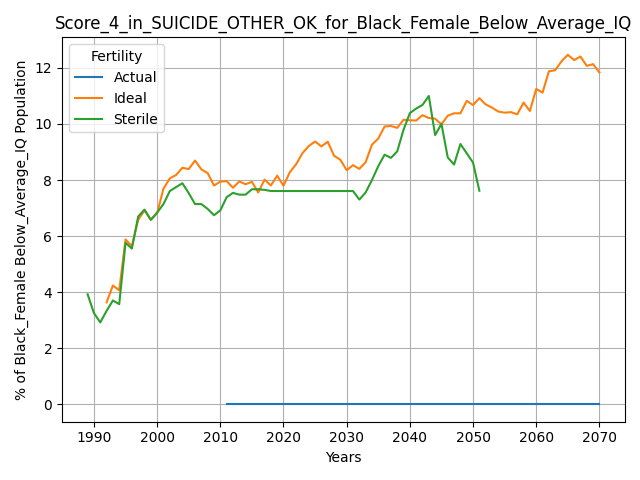 Score_4_in_SUICIDE_OTHER_OK_for_Black_Female_Below_Average_IQ
Fertility
Actual
Ideal
Sterile
% of Black_Female Below_Average_IQ Population
12
10
8
6
4
2
0
1990 2000 2010 2020 2030 2040 2050 2060 2070
Years